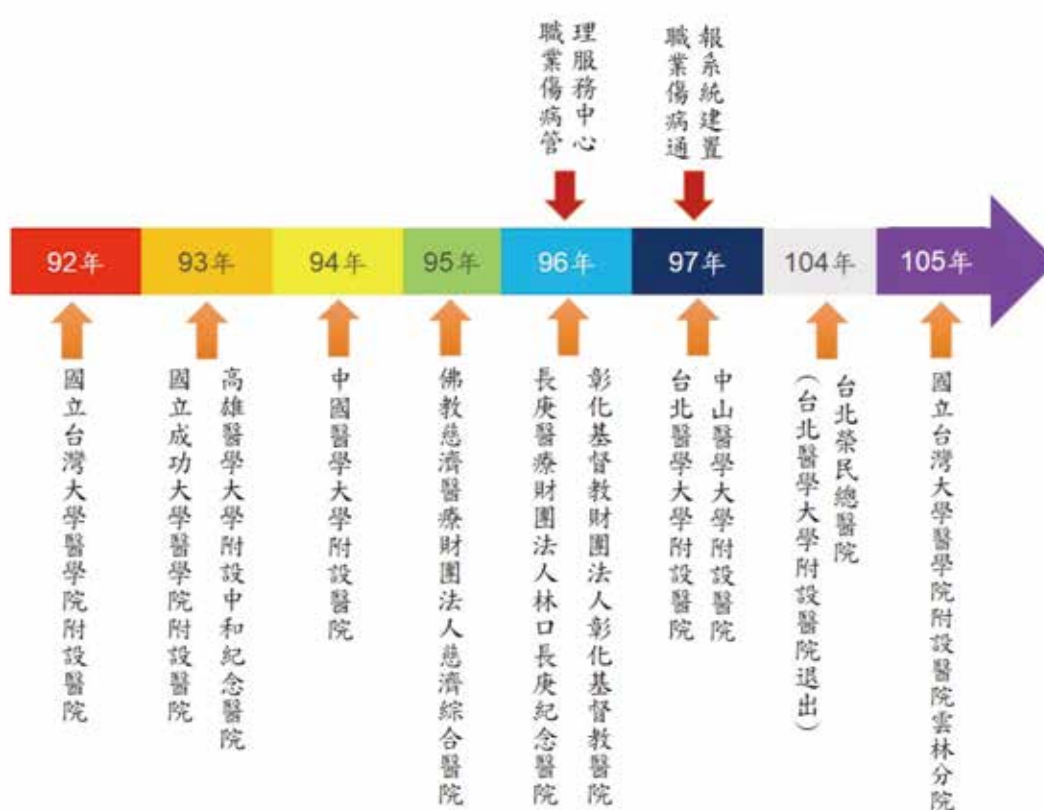 職業傷病管
理服務中心
職業傷病通
報系統建置
92年
93年
94年
95年
96年
97年
104年
105年
國立台灣大學醫學院附設醫院
國立成功大學醫學院附設醫院
高雄醫學大學附設中和紀念醫院
中國醫學大學附設醫院
佛教慈濟醫療財團法人慈濟綜合醫院
長庚醫療財團法人林口長庚紀念醫院
彰化基督教財團法人彰化基督教醫院
台北醫學大學附設醫院
中山醫學大學附設醫院
(台北醫學大學附設醫院退出)
台北榮民總醫院
國立台灣大學醫學院附設醫院雲林分院